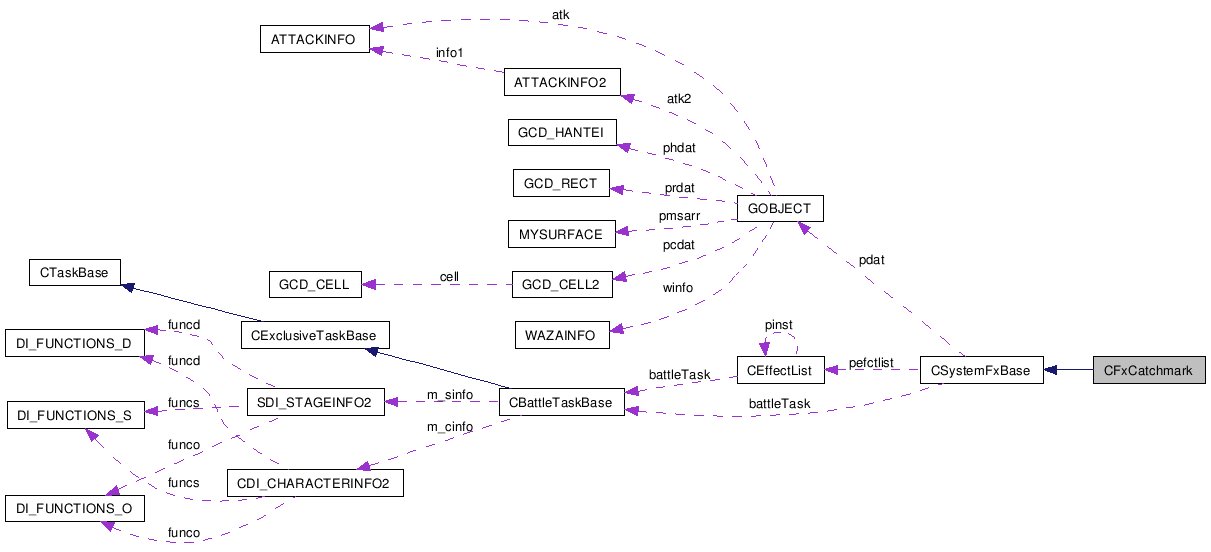 atk
ATTACKINFO
info1
ATTACKINFO2
atk2
GCD_HANTEI
phdat
GCD_RECT
prdat
GOBJECT
pmsarr
MYSURFACE
pcdat
pdat
CTaskBase
cell
GCD_CELL
GCD_CELL2
winfo
funcd
pinst
CExclusiveTaskBase
WAZAINFO
DI_FUNCTIONS_D
funcd
pefctlist
CEffectList
CSystemFxBase
CFxCatchmark
battleTask
m_sinfo
funcs
SDI_STAGEINFO2
CBattleTaskBase
battleTask
DI_FUNCTIONS_S
m_cinfo
funco
funcs
CDI_CHARACTERINFO2
DI_FUNCTIONS_O
funco